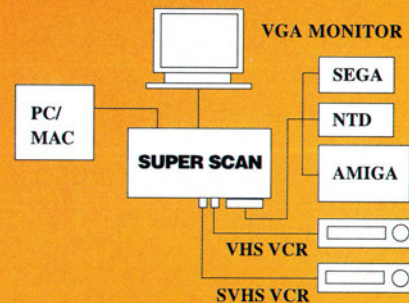 VGA MONITOR
SEGA
PC/
MAC
NTD
SUPER SCAN
AMIGA
VHS VCR
SVHS VCR